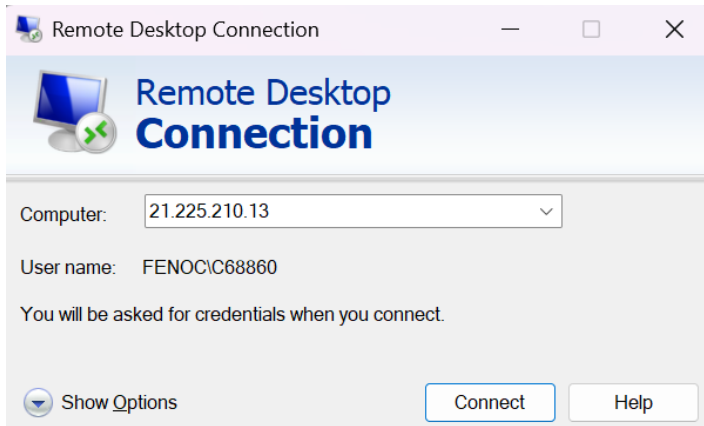 Remote Desktop Connection
Remote Desktop
Connection
Computer: 21.225.210.13
User name: FENOC\C68860
You will be asked for credentials when you connect.
Show Options Connect Help